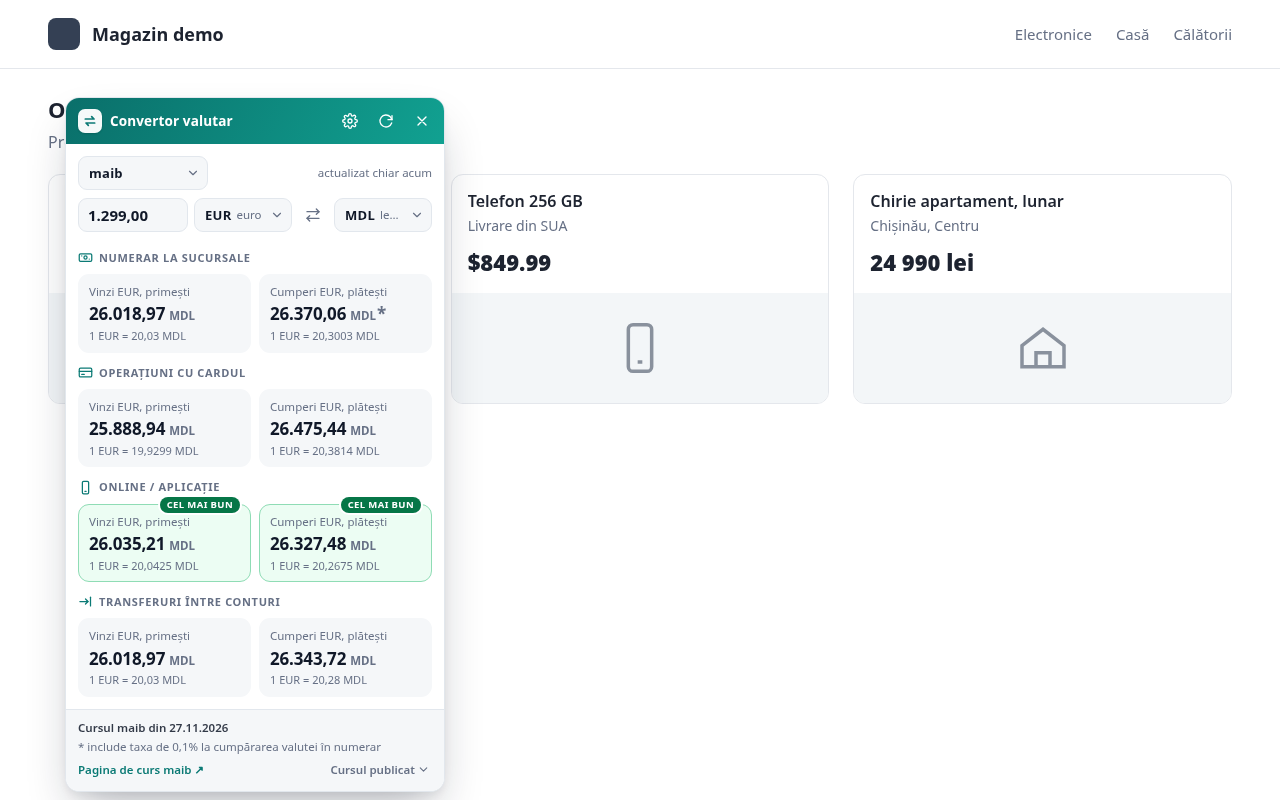 Magazin demo
Electronice
Casă
Călătorii
Convertor valutar
maib
actualizat chiar acum
1.299,00
EUR euro
MDL le...
NUMERAR LA SUCURSALE
Vinzi EUR, primești
26.018,97 MDL
1 EUR = 20,03 MDL
Cumperi EUR, plătești
26.370,06 MDL*
1 EUR = 20,3003 MDL
OPERAȚIUNI CU CARDUL
Vinzi EUR, primești
25.888,94 MDL
1 EUR = 19,9299 MDL
Cumperi EUR, plătești
26.475,44 MDL
1 EUR = 20,3814 MDL
ONLINE / APLICAȚIE
CEL MAI BUN
Vinzi EUR, primești
26.035,21 MDL
1 EUR = 20,0425 MDL
CEL MAI BUN
Cumperi EUR, plătești
26.327,48 MDL
1 EUR = 20,2675 MDL
TRANSFERURI ÎNTRE CONTURI
Vinzi EUR, primești
26.018,97 MDL
1 EUR = 20,03 MDL
Cumperi EUR, plătești
26.343,72 MDL
1 EUR = 20,28 MDL
Cursul maib din 27.11.2026
* include taxa de 0,1% la cumpărarea valutei în numerar
Pagina de curs maib ↗
Cursul publicat
Telefon 256 GB
Livrare din SUA
$849.99
Chirie apartament, lunar
Chișinău, Centru
24 990 lei